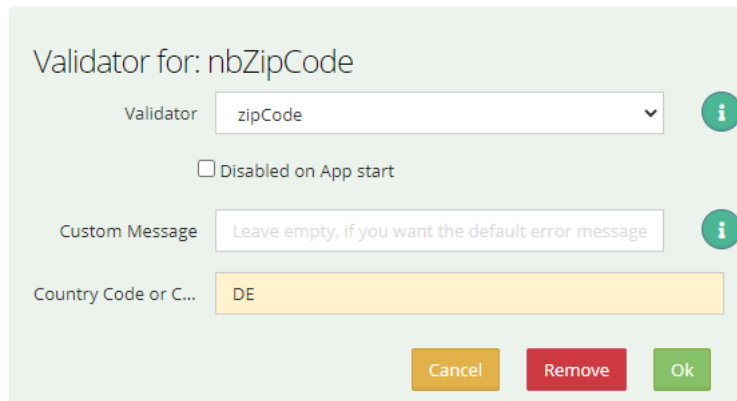 Validator for: nbZipCode
Validator zipCode
Disabled on App start
Custom Message Leave empty, if you want the default error message
Country Code or C... DE
Cancel Remove Ok